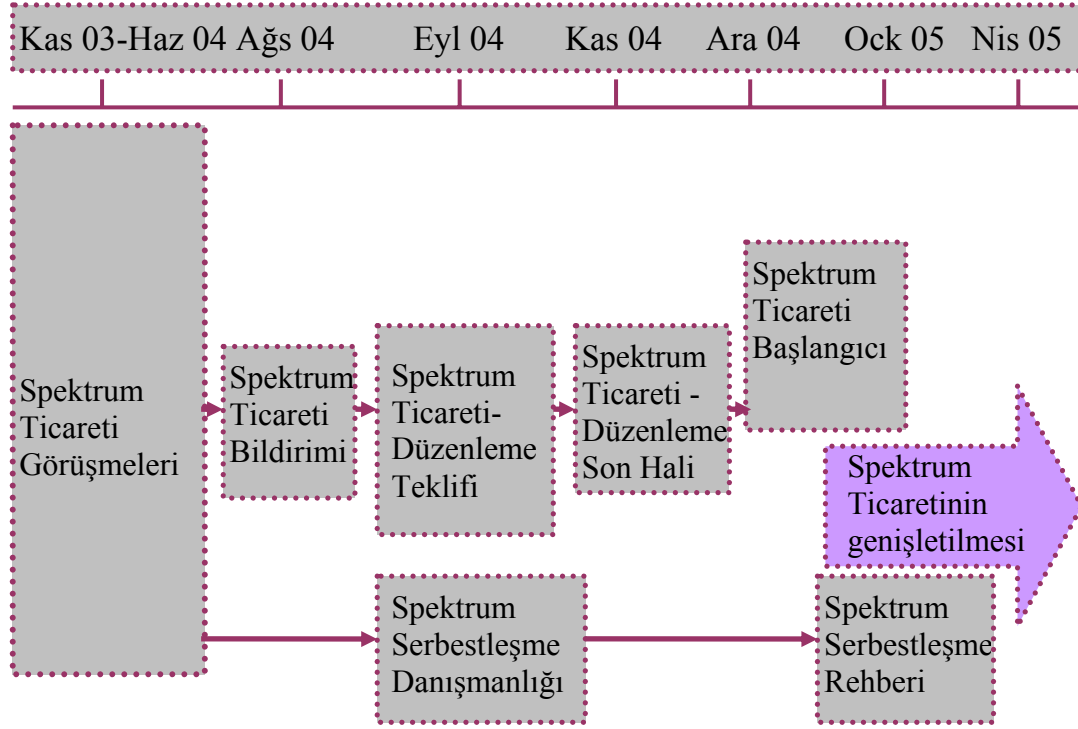 Kas 03-Haz 04 Ağs 04 Eyl 04 Kas 04 Ara 04 Ock 05 Nis 05
Spektrum
Ticareti
Görüşmeleri
Spektrum
Ticareti
Bildirimi
Spektrum
Ticareti-
Düzenleme
Teklifi
Spektrum
Ticareti -
Düzenleme
Son Hali
Spektrum
Ticareti
Başlangıcı
Spektrum
Ticaretinin
genişletilmesi
Spektrum
Serbestleşme
Danışmanlığı
Spektrum
Serbestleşme
Rehberi